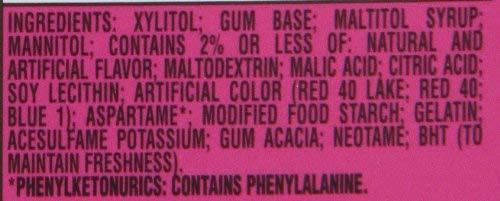 INGREDIENTS: XYLITOL; GUM BASE; MALTITOL SYRUP;
MANNITOL; CONTAINS 2% OR LESS OF: NATURAL AND
ARTIFICIAL FLAVOR; MALTODEXTRIN; MALIC ACID; CITRIC ACID;
SOY LECITHIN; ARTIFICIAL COLOR (RED 40 LAKE; RED 40;
BLUE 1); ASPARTAME*; MODIFIED FOOD STARCH; GELATIN;
ACESULFAME POTASSIUM; GUM ACACIA; NEOTAME; BHT (TO
MAINTAIN FRESHNESS).
*PHENYLKETONURICS: CONTAINS PHENYLALANINE.